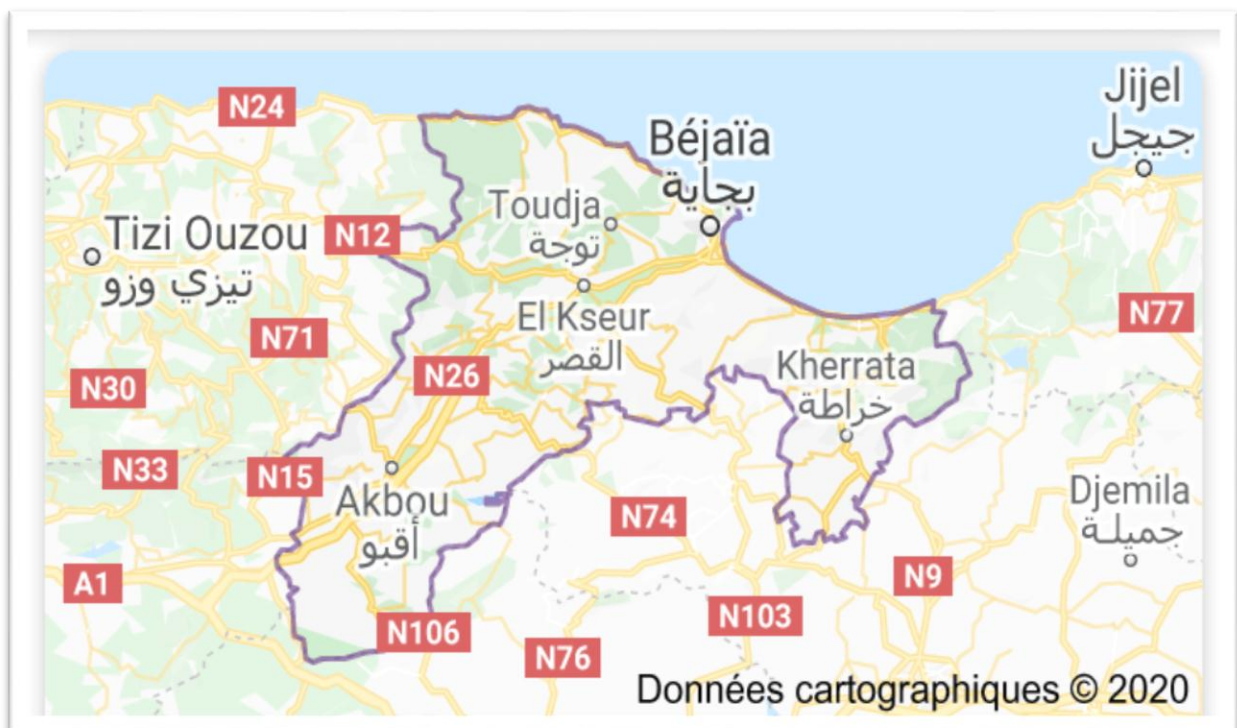 Jijel
جيجل
N24
Béjaïa
بجاية
Toudja
توجة
N12
Tizi Ouzou
تيزي وزو
El Kseur
القصر
N77
N71
Kherrata
خراطة
N26
N30
N33
N15
Akbou
أقبو
N74
Djemila
جميلة
A1
N9
N106
N103
N76
Données cartographiques © 2020